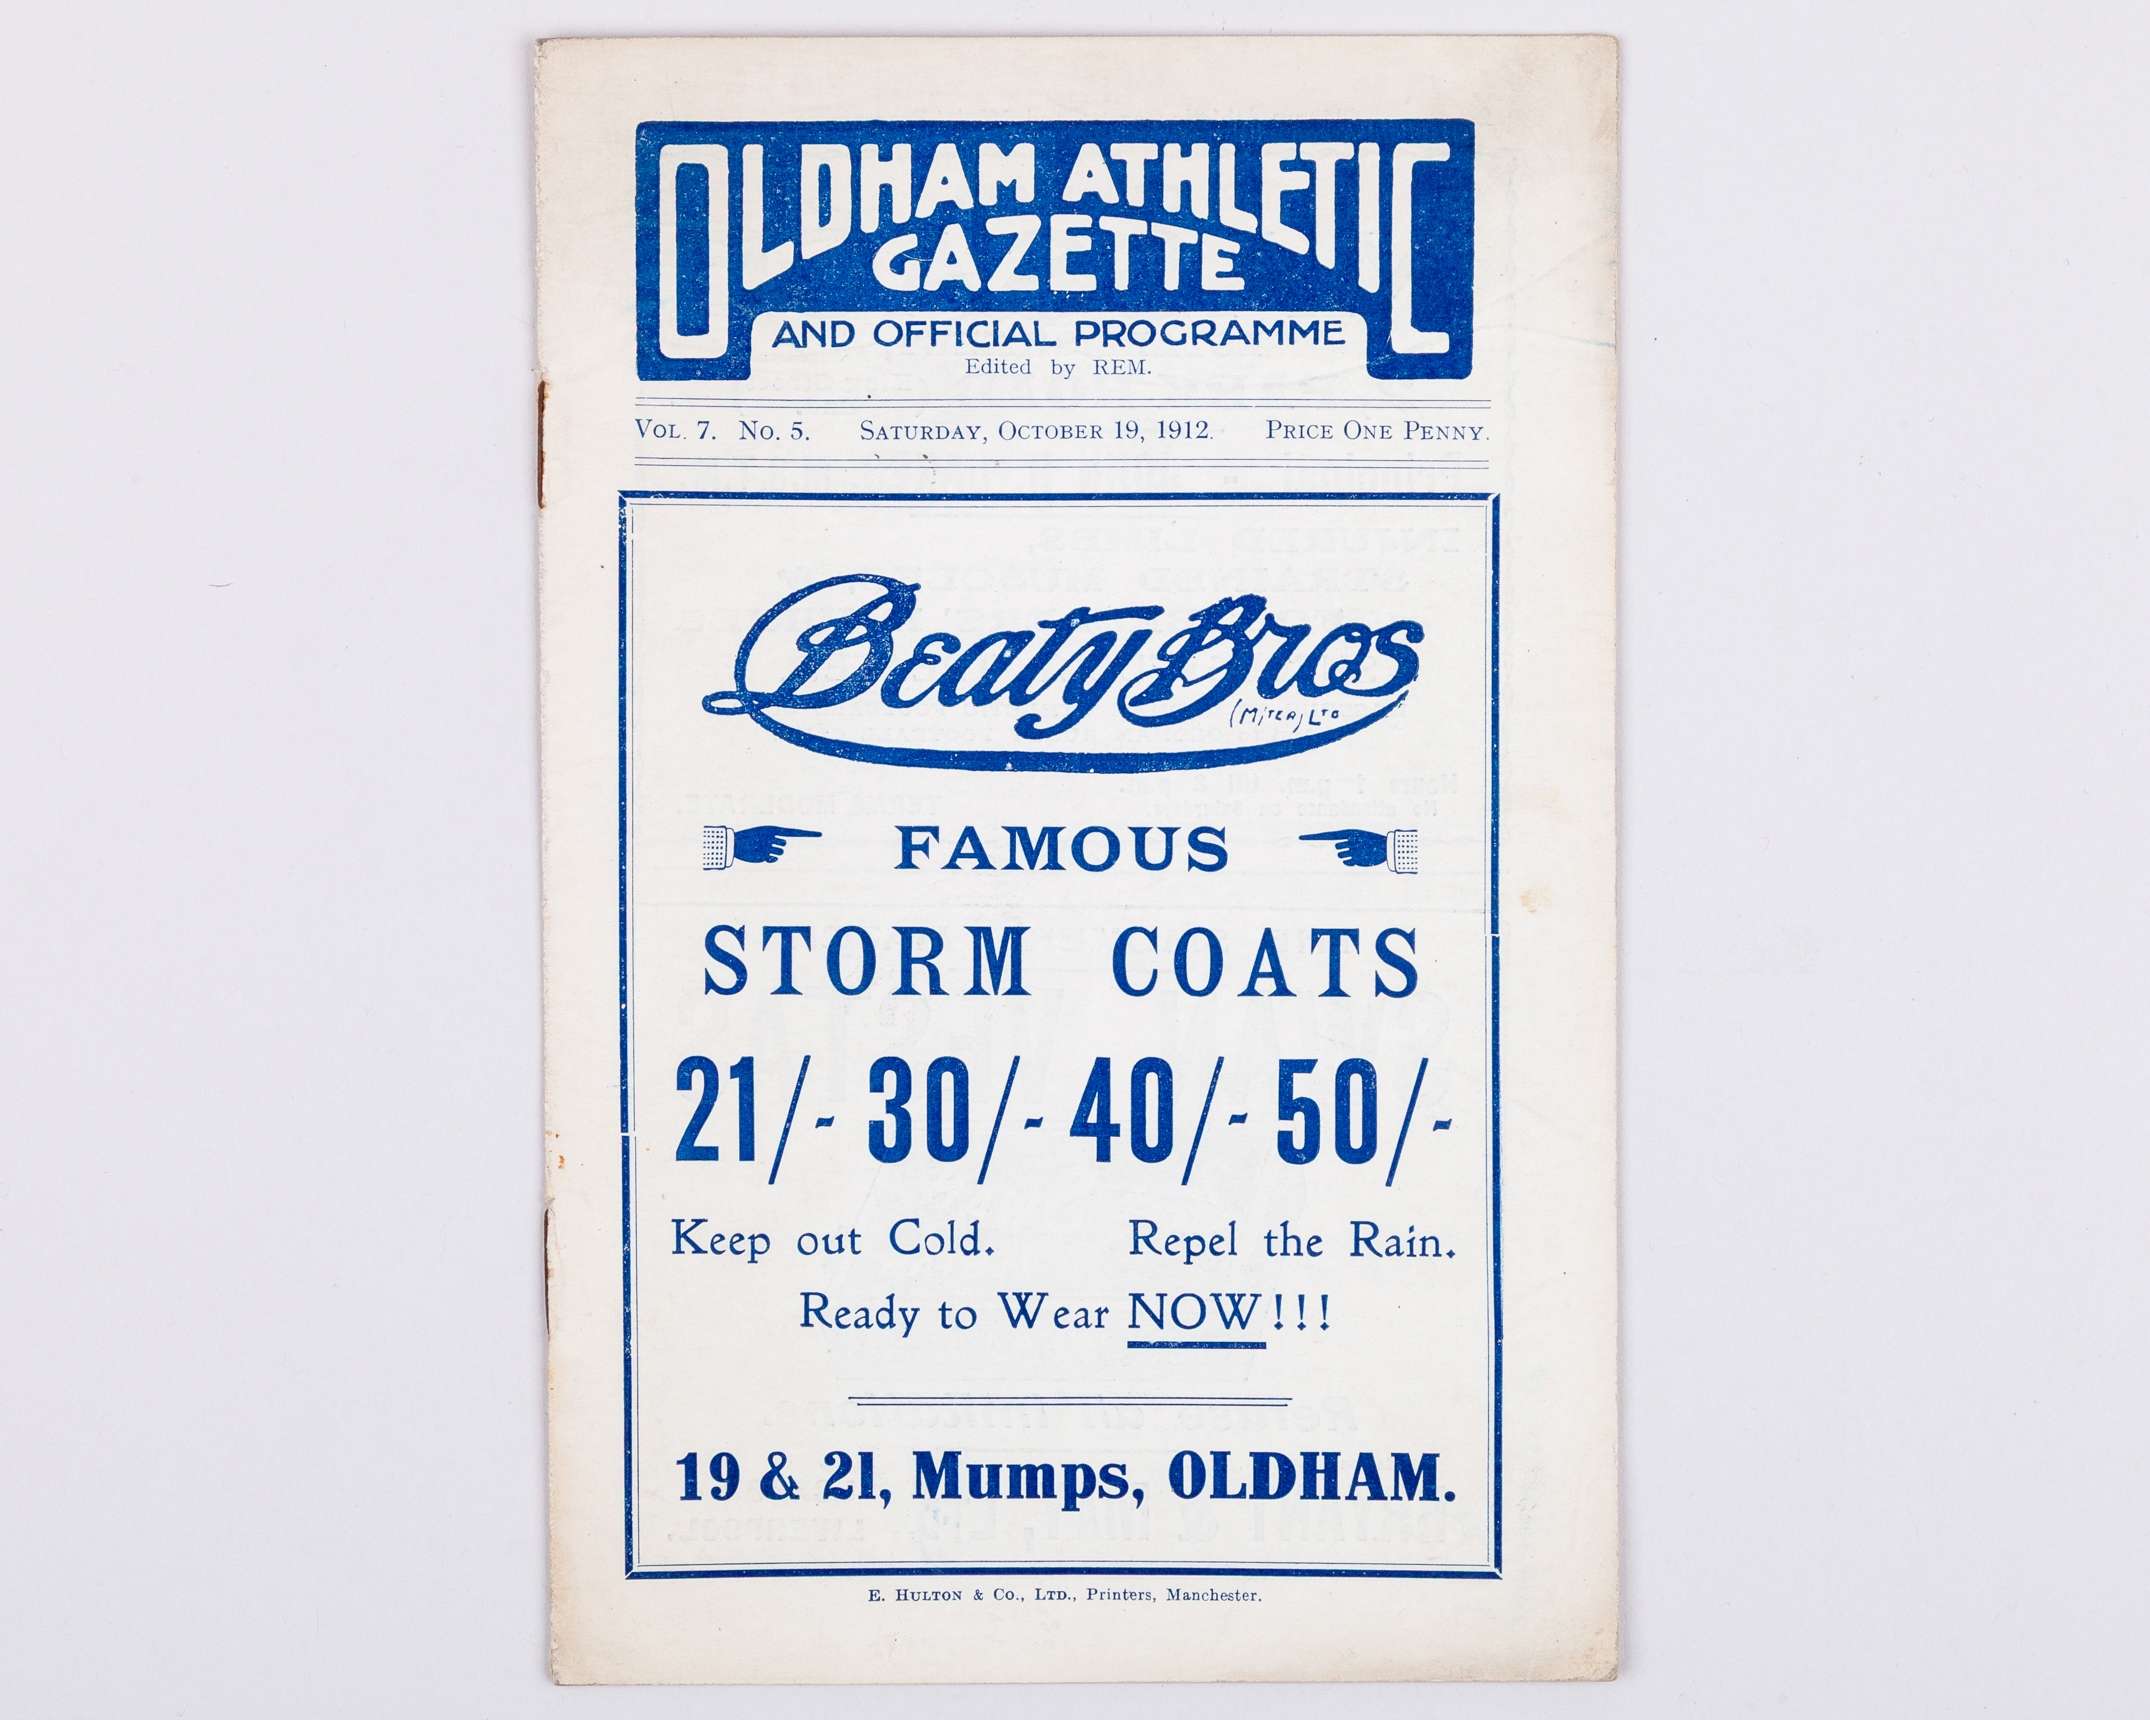 OLDHAM ATHLETIC
GAZETTE
AND OFFICIAL PROGRAMME
Edited by REM.
VOL. 7. No. 5. SATURDAY, OCTOBER 19, 1912. PRICE ONE PENNY.
Beaty Bros
(MITER) LTD
FAMOUS
STORM COATS
21/- 30/- 40/- 50/-
Keep out Cold. Repel the Rain.
Ready to Wear NOW!!!
19 & 21, Mumps, OLDHAM.
E. HULTON & Co., LTD., Printers, Manchester.